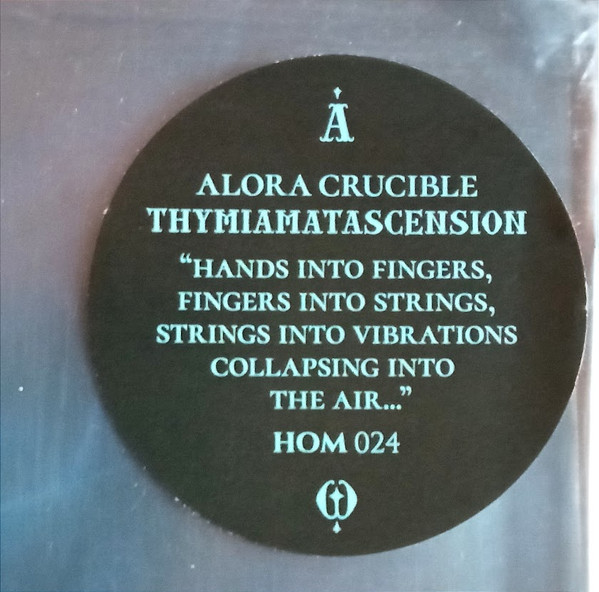 A
ALORA CRUCIBLE
THYMIAMATASCENSION
“HANDS INTO FINGERS,
FINGERS INTO STRINGS,
STRINGS INTO VIBRATIONS
COLLAPSING INTO
THE AIR...”
HOM 024